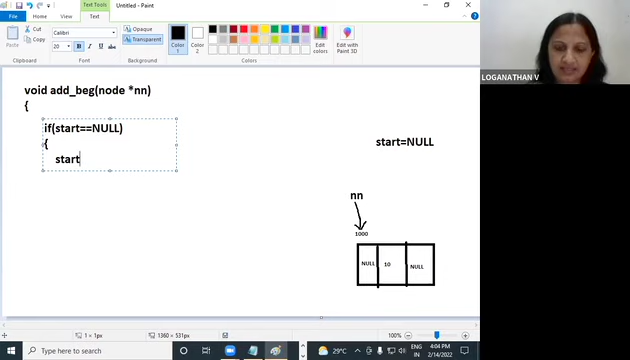 Text Tools
Untitled - Paint
File Home View Text
Paste
Cut
Copy
Clipboard
Calibri
20
B I U abc
Font
Opaque
Transparent
Background
Color 1
Color 2
Edit colors
Colors
Edit with Paint 3D
void add_beg(node *nn)
{
if(start==NULL)
{
start
start=NULL
nn
1000
NULL 10 NULL
LOGANATHAN V
1 × 1px
1360 × 531px
100%
Type here to search
29°C
ENG
IN
4:04 PM
2/14/2022